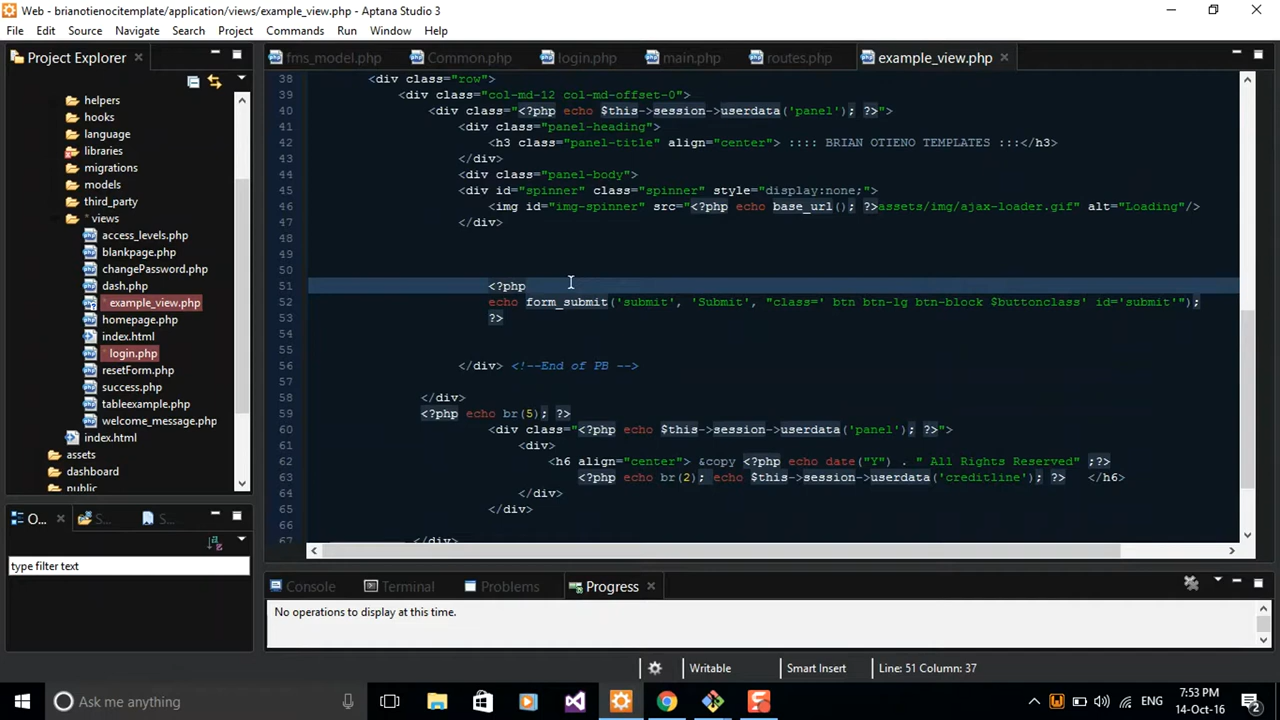 Web - brianotienocitemplate/application/views/example_view.php - Aptana Studio 3
File Edit Source Navigate Search Project Commands Run Window Help
Project Explorer
fms_model.php Common.php login.php main.php routes.php example_view.php
helpers
hooks
language
libraries
migrations
models
third_party
* views
access_levels.php
blankpage.php
changePassword.php
dash.php
* example_view.php
homepage.php
index.html
* login.php
resetForm.php
success.php
tableexample.php
welcome_message.php
index.html
assets
dashboard
public
38 <div class="row">
39 <div class="col-md-12 col-md-offset-0">
40 <div class="<?php echo $this->session->userdata('panel'); ?>">
41 <div class="panel-heading">
42 <h3 class="panel-title" align="center"> :::: BRIAN OTIENO TEMPLATES :::</h3>
43 </div>
44 <div class="panel-body">
45 <div id="spinner" class="spinner" style="display:none;">
46 <img id="img-spinner" src="<?php echo base_url(); ?>assets/img/ajax-loader.gif" alt="Loading"/>
47 </div>
48
49
50
51 <?php
52 echo form_submit('submit', 'Submit', "class=' btn btn-lg btn-block $buttonclass' id='submit'");
53 ?>
54
55
56 </div> <!--End of PB -->
57
58 </div>
59 <?php echo br(5); ?>
60 <div class="<?php echo $this->session->userdata('panel'); ?>">
61 <div>
62 <h6 align="center"> &copy <?php echo date("Y") . " All Rights Reserved" ;?>
63 <?php echo br(2); echo $this->session->userdata('creditline'); ?> </h6>
64 </div>
65 </div>
66
67 </div>
O... S... S...
type filter text
Console Terminal Problems Progress
No operations to display at this time.
Writable Smart Insert Line: 51 Column: 37
Ask me anything
7:53 PM
14-Oct-16
2